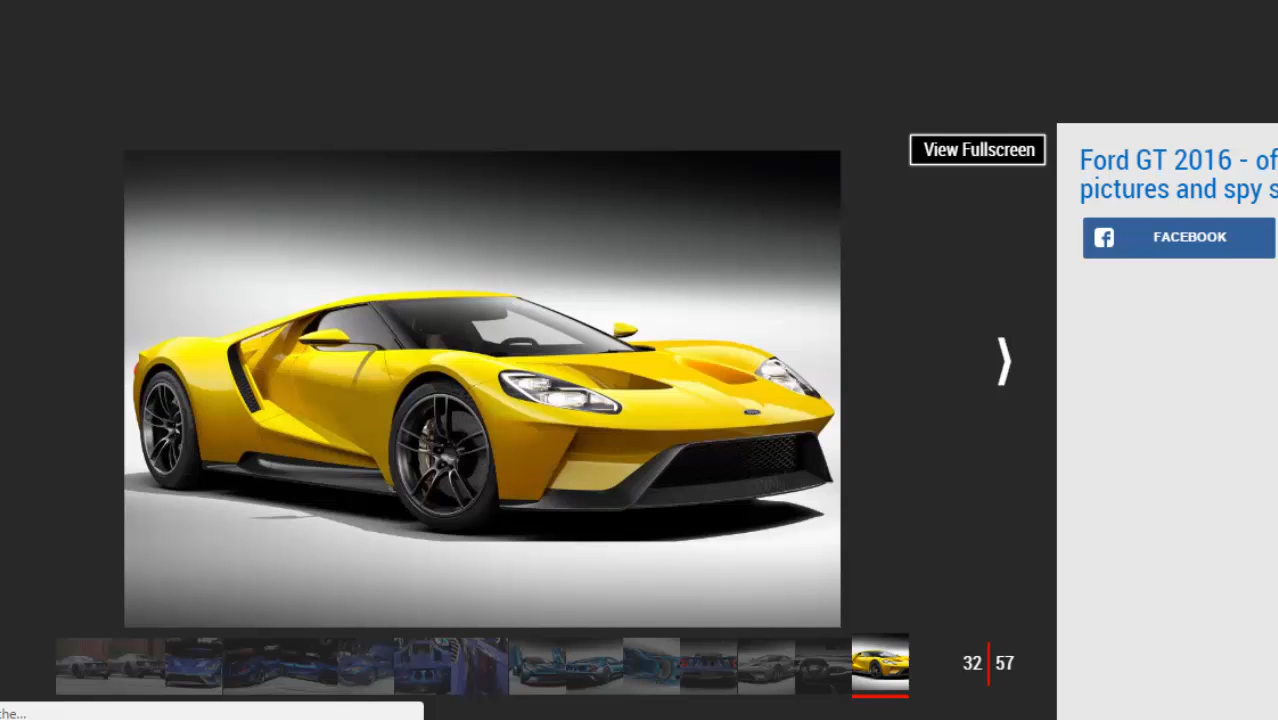 View Fullscreen
Ford GT 2016 - of
pictures and spy s
FACEBOOK
32 57
the...